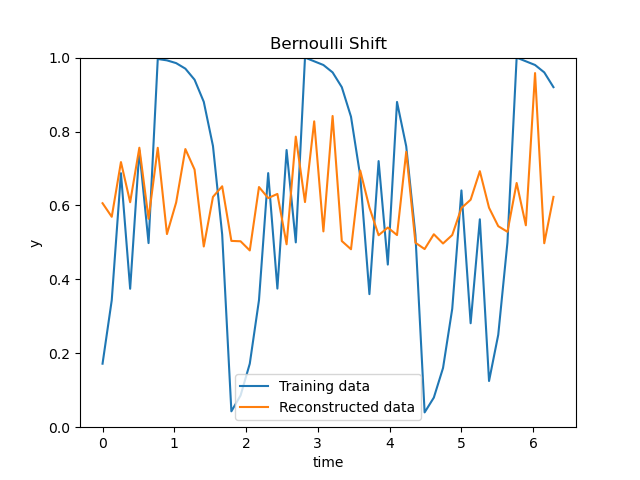 Bernoulli Shift
1.0
0.8
0.6
0.4
0.2
0.0
y
0 1 2 3 4 5 6
time
Training data
Reconstructed data